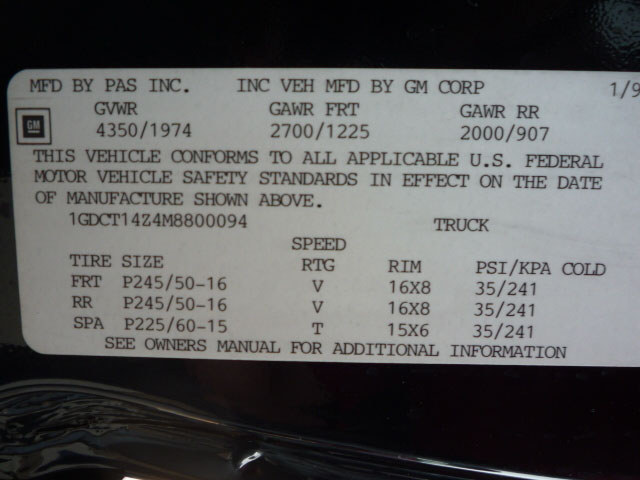 MFD BY PAS INC. INC VEH MFD BY GM CORP 1/9
GVWR GAWR FRT GAWR RR
GM 4350/1974 2700/1225 2000/907
THIS VEHICLE CONFORMS TO ALL APPLICABLE U.S. FEDERAL
MOTOR VEHICLE SAFETY STANDARDS IN EFFECT ON THE DATE
OF MANUFACTURE SHOWN ABOVE.
1GDCT14Z4M8800094 TRUCK
SPEED
TIRE SIZE RTG RIM PSI/KPA COLD
FRT P245/50-16 V 16X8 35/241
RR P245/50-16 V 16X8 35/241
SPA P225/60-15 T 15X6 35/241
SEE OWNERS MANUAL FOR ADDITIONAL INFORMATION